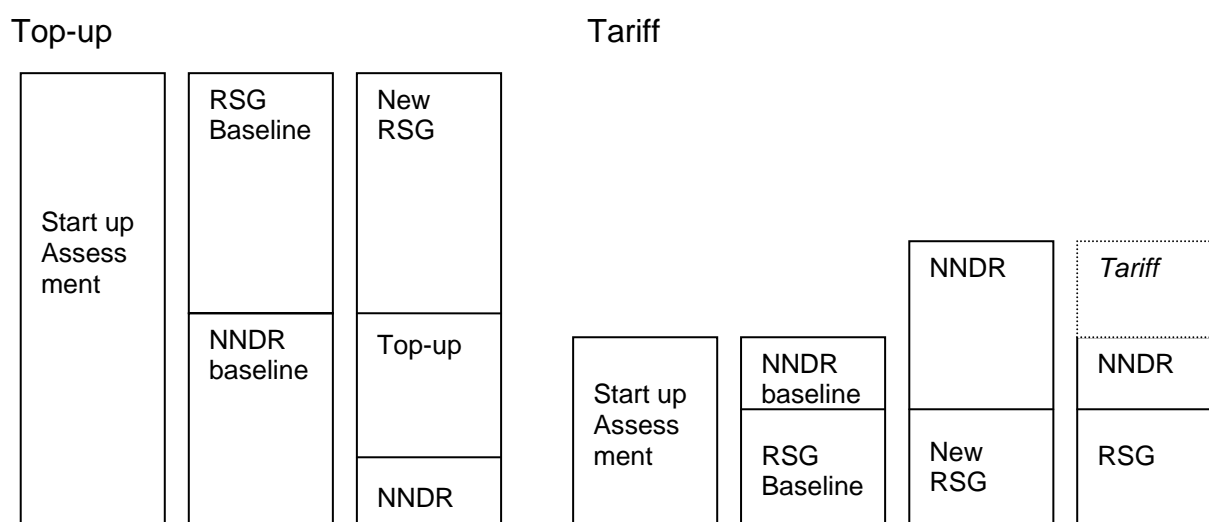 Top-up
Start up
Assess
ment
RSG
Baseline
NNDR
baseline
New
RSG
Top-up
NNDR
Tariff
Start up
Assess
ment
NNDR
baseline
RSG
Baseline
NNDR
New
RSG
Tariff
NNDR
RSG